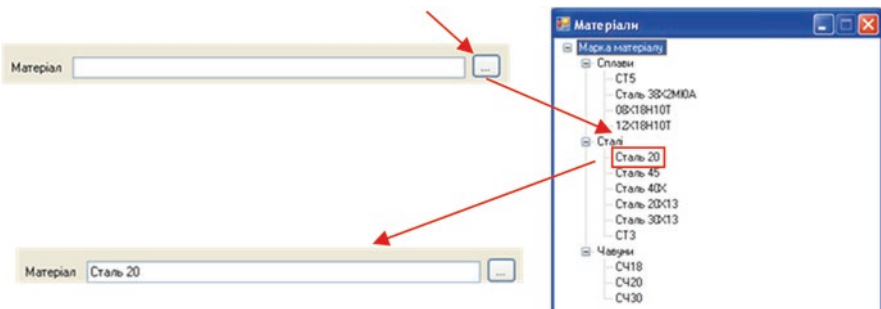 Матеріал
...
Матеріали
Марка матеріалу
Сплави
СТ5
Сталь 38Х2МЮА
08Х18Н10Т
12Х18Н10Т
Сталі
Сталь 20
Сталь 45
Сталь 40Х
Сталь 20Х13
Сталь 30Х13
СТ3
Чавуни
СЧ18
СЧ20
СЧ30
Матеріал Сталь 20
...